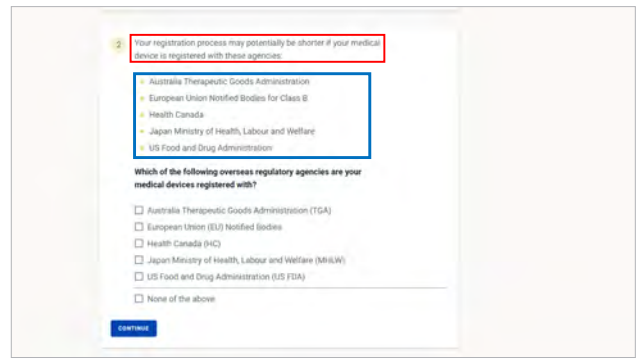 2 Your registration process may potentially be shorter if your medical
device is registered with these agencies:
Australia Therapeutic Goods Administration
European Union Notified Bodies for Class B
Health Canada
Japan Ministry of Health, Labour and Welfare
US Food and Drug Administration
Which of the following overseas regulatory agencies are your
medical devices registered with?
Australia Therapeutic Goods Administration (TGA)
European Union (EU) Notified Bodies
Health Canada (HC)
Japan Ministry of Health, Labour and Welfare (MHLW)
US Food and Drug Administration (US FDA)
None of the above
CONTINUE